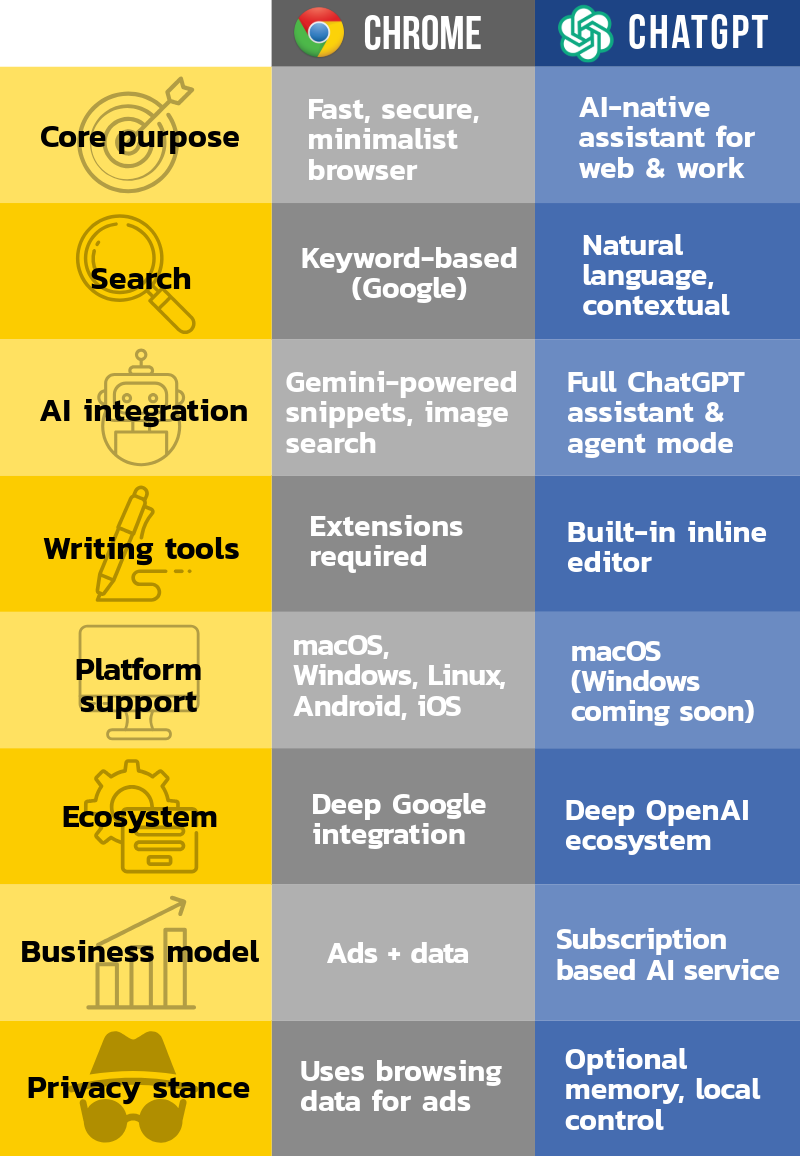 CHROME
CHATGPT
Core purpose
Fast, secure,
minimalist
browser
AI-native
assistant for
web & work
Search
Keyword-based
(Google)
Natural
language,
contextual
AI integration
Gemini-powered
snippets, image
search
Full ChatGPT
assistant &
agent mode
Writing tools
Extensions
required
Built-in inline
editor
Platform
support
macOS,
Windows, Linux,
Android, iOS
macOS
(Windows
coming soon)
Ecosystem
Deep Google
integration
Deep OpenAI
ecosystem
Business model
Ads + data
Subscription
based AI service
Privacy stance
Uses browsing
data for ads
Optional
memory, local
control